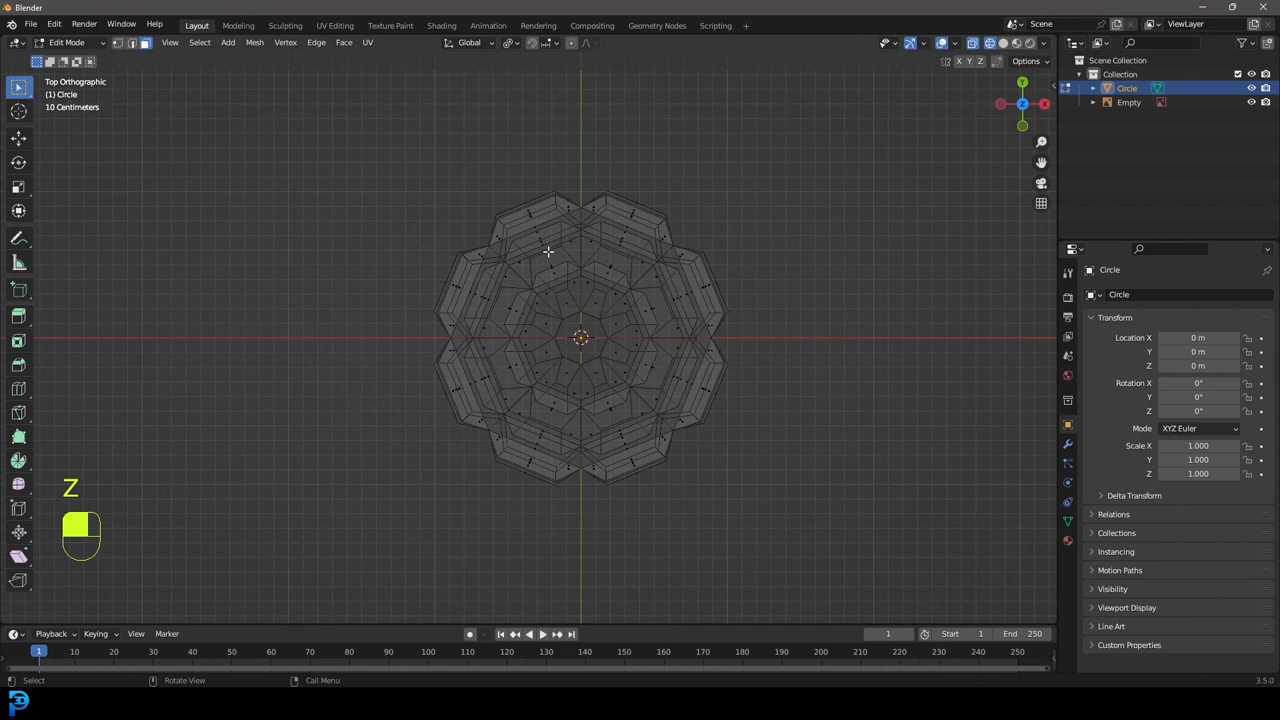 Blender
File Edit Render Window Help Layout Modeling Sculpting UV Editing Texture Paint Shading Animation Rendering Compositing Geometry Nodes Scripting Scene ViewLayer
Edit Mode View Select Add Mesh Vertex Edge Face UV Global
X Y Z Options
Top Orthographic
(1) Circle
10 Centimeters
Y
Z X
Z
Scene Collection
Collection
Circle
Empty
Circle
Circle
Transform
Location X 0 m
Y 0 m
Z 0 m
Rotation X 0°
Y 0°
Z 0°
Mode XYZ Euler
Scale X 1.000
Y 1.000
Z 1.000
Delta Transform
Relations
Collections
Instancing
Motion Paths
Visibility
Viewport Display
Line Art
Custom Properties
Playback Keying View Marker 1 Start 1 End 250
1 10 20 30 40 50 60 70 80 90 100 110 120 130 140 150 160 170 180 190 200 210 220 230 240 250
Select Rotate View Call Menu 3.5.0